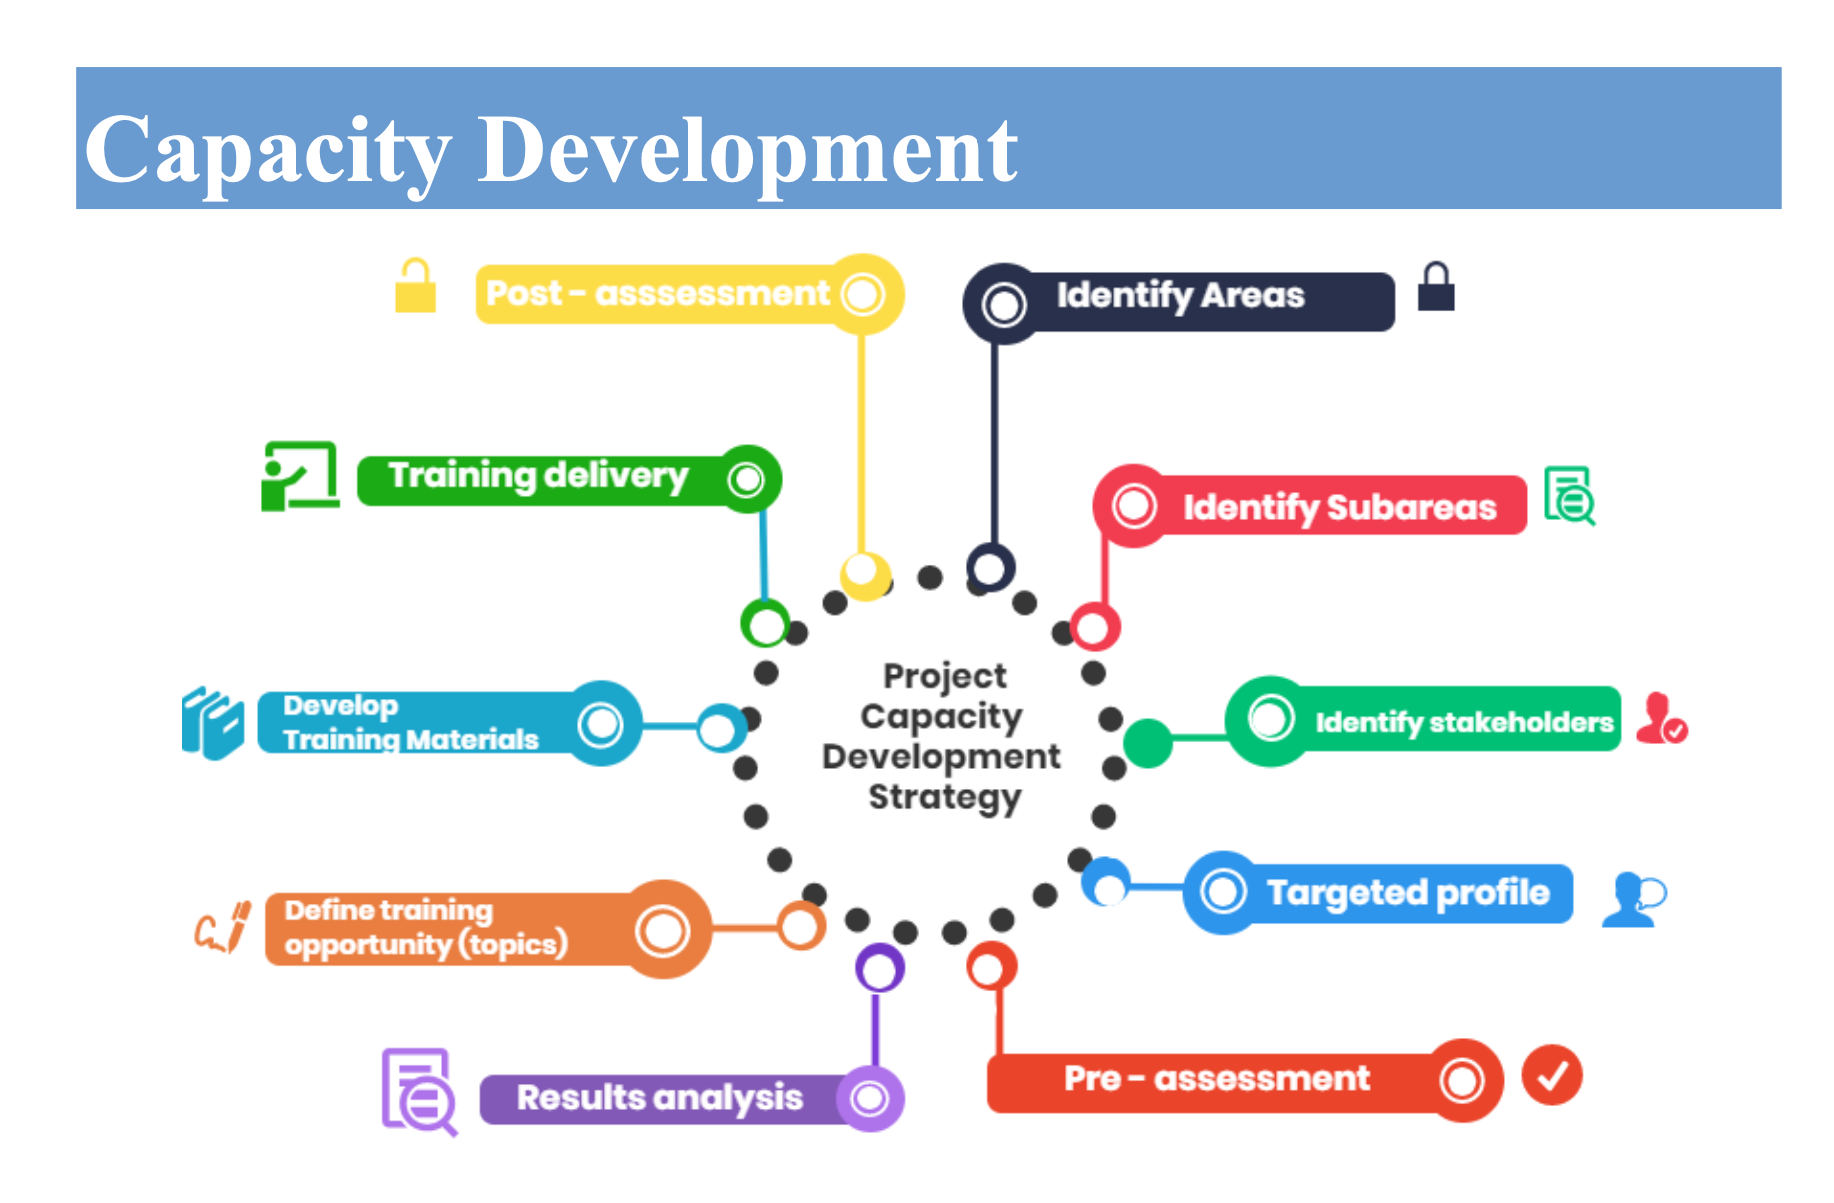 Capacity Development
Post - asssessment
Identify Areas
Training delivery
Identify Subareas
Project
Capacity
Development
Strategy
Develop
Training Materials
Identify stakeholders
Define training
opportunity (topics)
Targeted profile
Results analysis
Pre - assessment